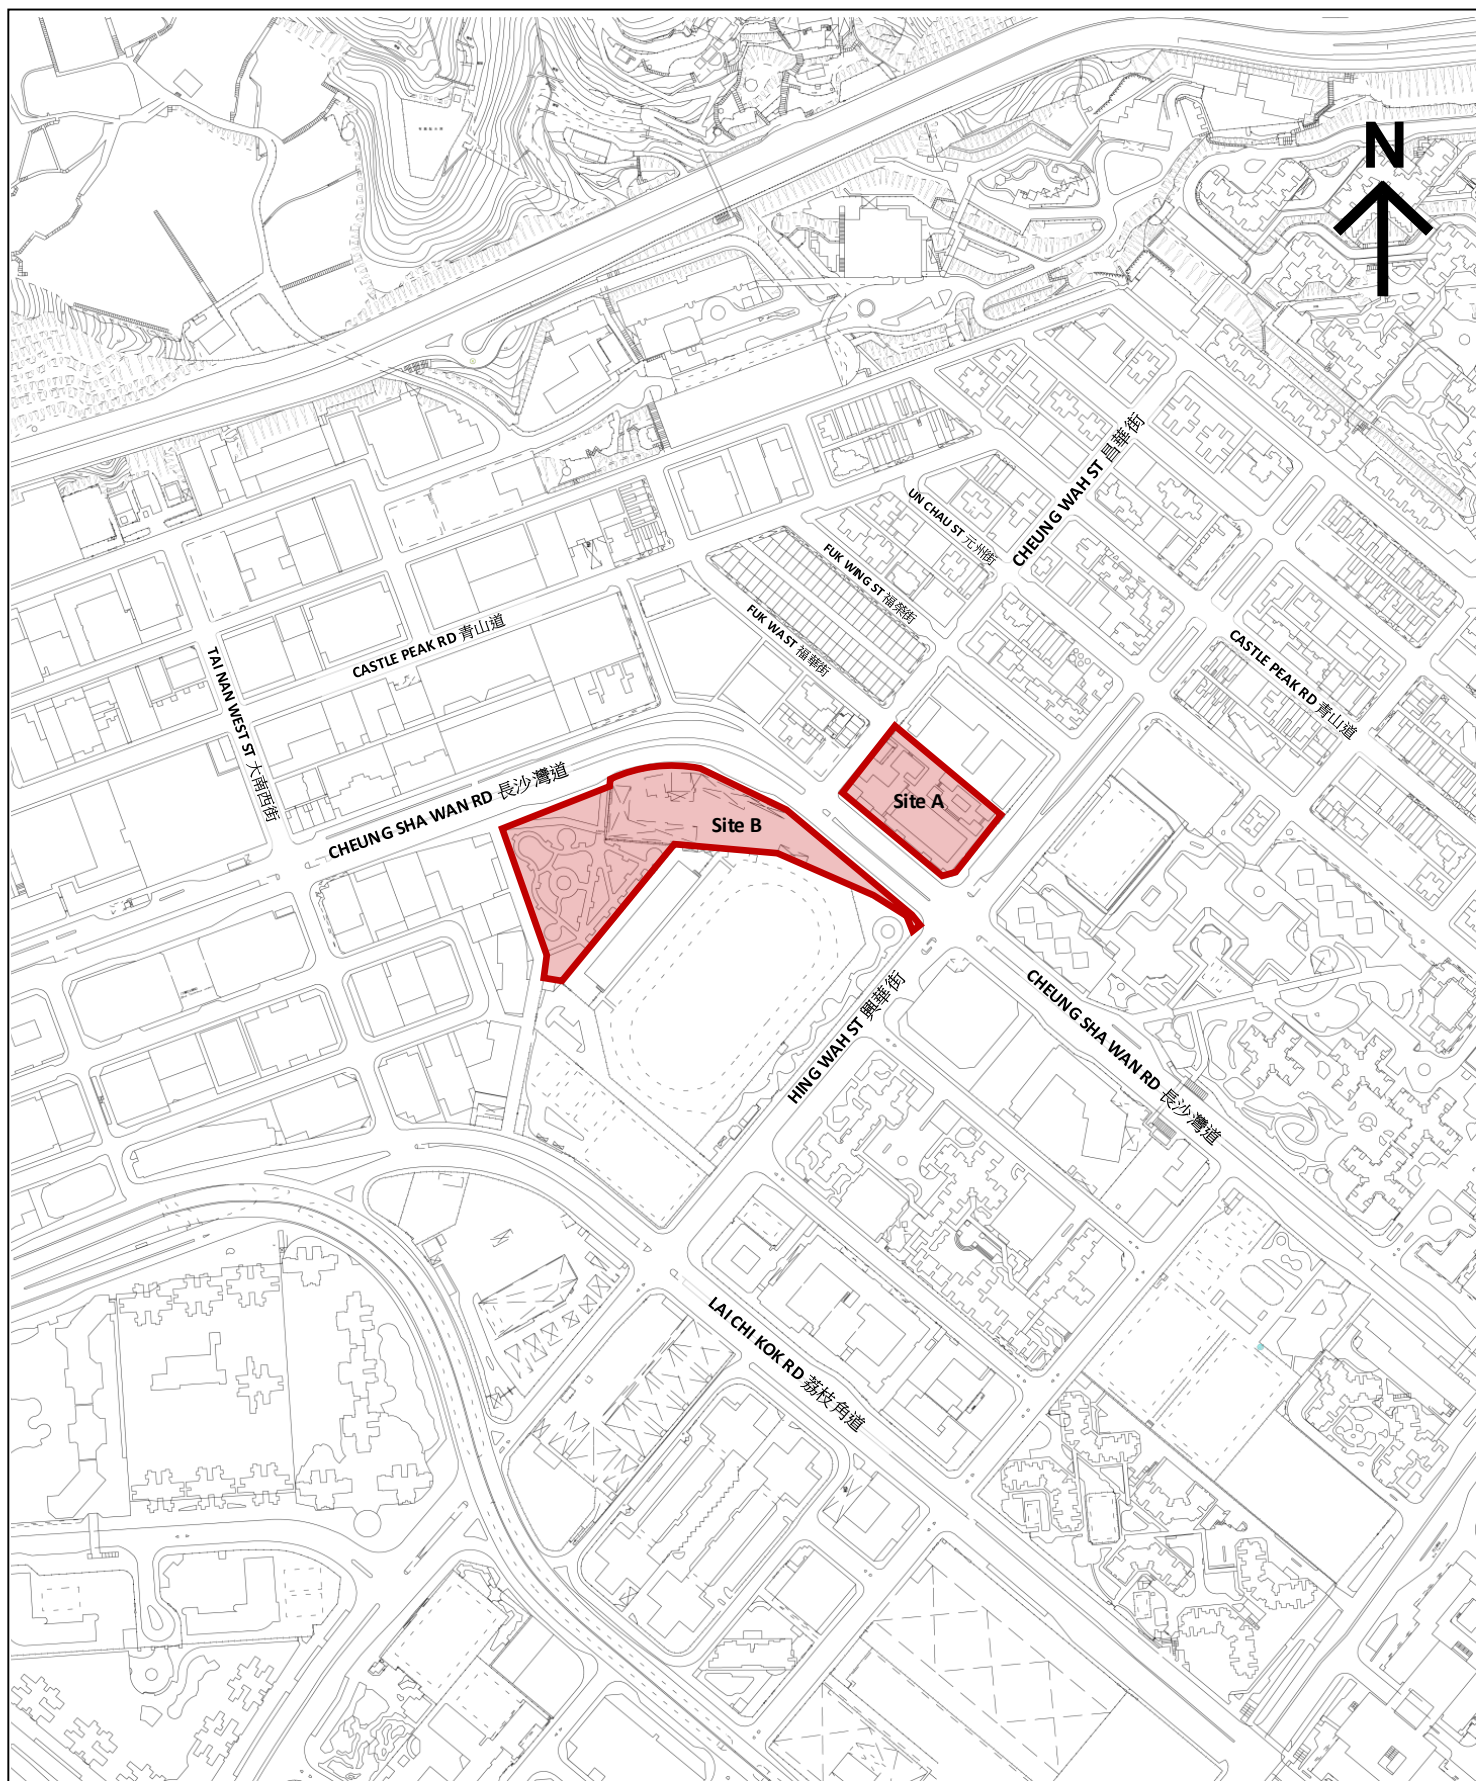 N
CHEUNG WAH ST 昌華街
UN CHAU ST 元州街
FUK WING ST 福榮街
FUK WA ST 福華街
CASTLE PEAK RD 青山道
CASTLE PEAK RD 青山道
TAI NAN WEST ST 大南西街
CHEUNG SHA WAN RD 長沙灣道
Site A
Site B
HING WAH ST 興華街
CHEUNG SHA WAN RD 長沙灣道
LAI CHI KOK RD 荔枝角道